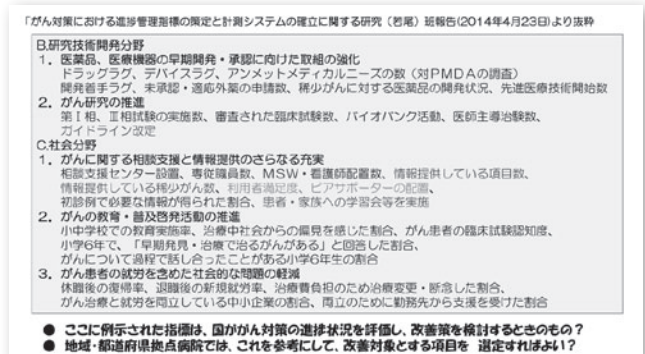 「がん対策における進捗管理指標の策定と計測システムの確立に関する研究（若尾）班報告(2014年4月23日)より抜粋
B.研究技術開発分野
1．医薬品、医療機器の早期開発・承認に向けた取組の強化
ドラッグラグ、デバイスラグ、アンメットメディカルニーズの数（対PMDAの調査）
開発着手ラグ、未承認・適応外薬の申請数、稀少がんに対する医薬品の開発状況、先進医療技術開始数
2．がん研究の推進
第Ⅰ相、Ⅱ相試験の実施数、審査された臨床試験数、バイオバンク活動、医師主導治験数、
ガイドライン改定
C.社会分野
1．がんに関する相談支援と情報提供のさらなる充実
相談支援センター設置、専従職員数、MSW・看護師配置数、情報提供している項目数、
情報提供している稀少がん数、利用者満足度、ピアサポーターの配置、
初診例で必要な情報が得られた割合、患者・家族への学習会等を実施
2．がんの教育・普及啓発活動の推進
小中学校での教育実施率、治療中社会からの偏見を感じた割合、がん患者の臨床試験認知度、
小学6年で、「早期発見・治療で治るがんがある」と回答した割合、
がんについて過程で話し合ったことがある小学6年生の割合
3．がん患者の就労を含めた社会的な問題の軽減
休職後の復帰率、退職後の新規就労率、治療費負担のため治療変更・断念した割合、
がん治療と就労を両立している中小企業の割合、両立のために勤務先から支援を受けた割合
● ここに例示された指標は、国ががん対策の進捗状況を評価し、改善策を検討するときのもの？
● 地域・都道府県拠点病院では、これを参考にして、改善対象とする項目を 選定すればよい？